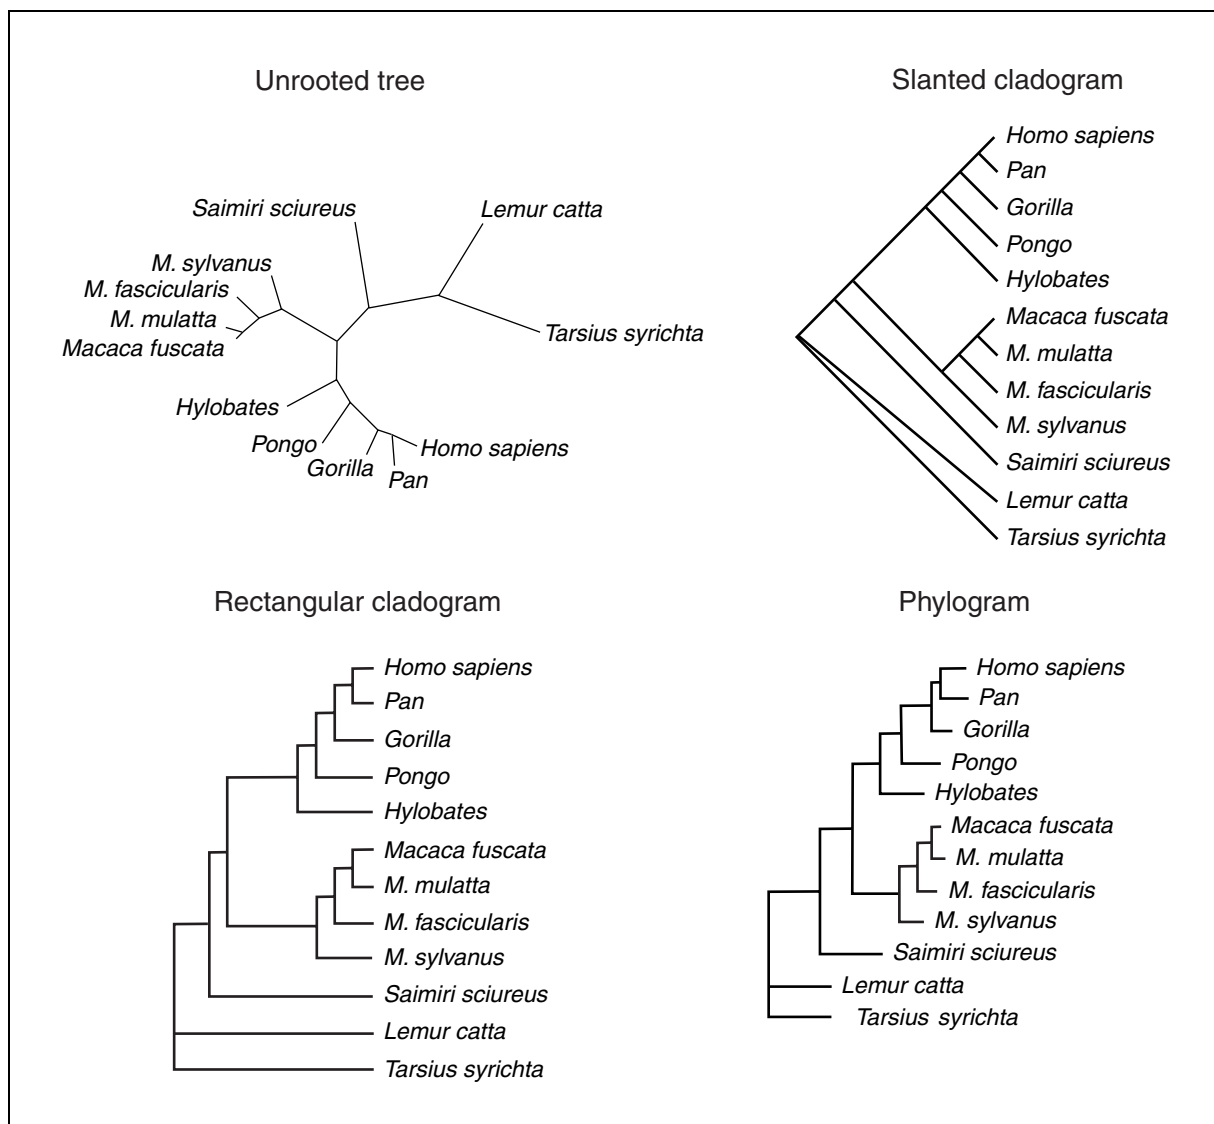 Unrooted tree
Saimiri sciureus
Lemur catta
M. sylvanus
M. fascicularis
M. mulatta
Macaca fuscata
Tarsius syrichta
Hylobates
Pongo
Homo sapiens
Gorilla
Pan
Slanted cladogram
Homo sapiens
Pan
Gorilla
Pongo
Hylobates
Macaca fuscata
M. mulatta
M. fascicularis
M. sylvanus
Saimiri sciureus
Lemur catta
Tarsius syrichta
Rectangular cladogram
Homo sapiens
Pan
Gorilla
Pongo
Hylobates
Macaca fuscata
M. mulatta
M. fascicularis
M. sylvanus
Saimiri sciureus
Lemur catta
Tarsius syrichta
Phylogram
Homo sapiens
Pan
Gorilla
Pongo
Hylobates
Macaca fuscata
M. mulatta
M. fascicularis
M. sylvanus
Saimiri sciureus
Lemur catta
Tarsius syrichta